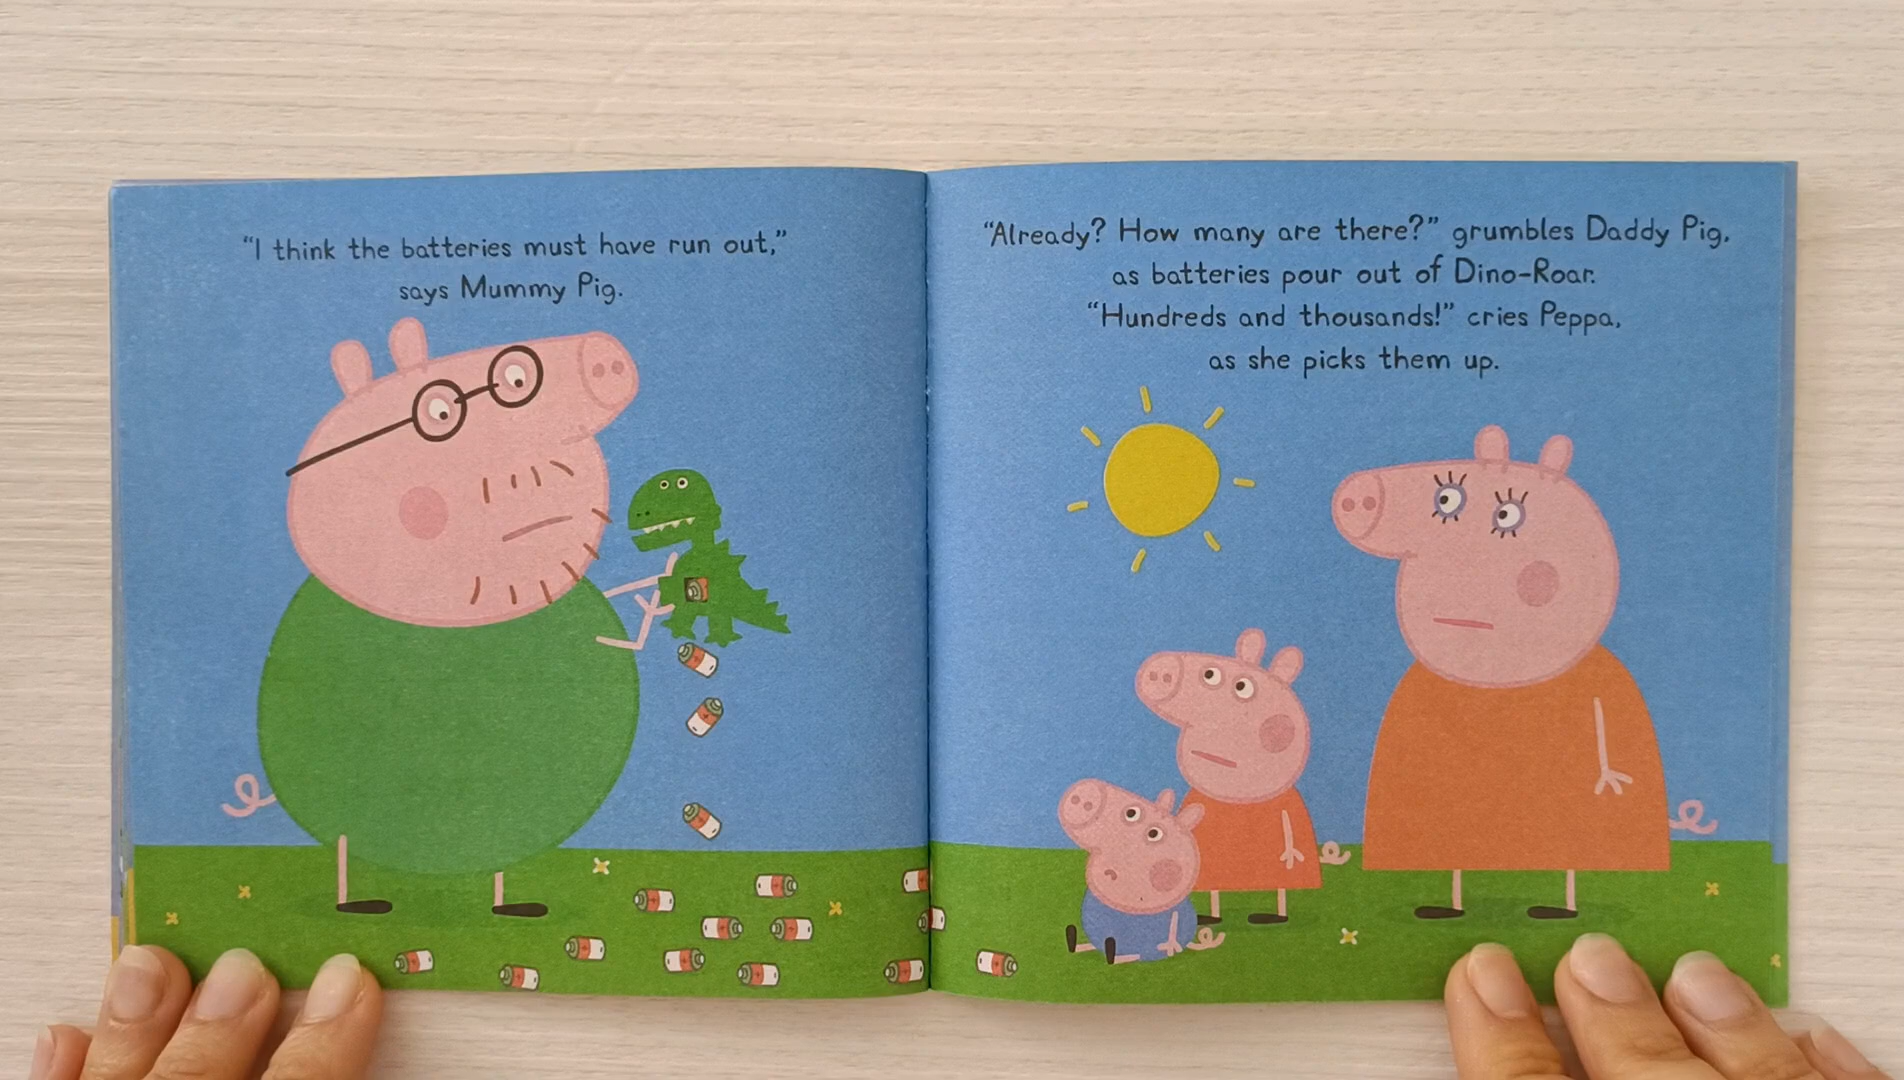 “I think the batteries must have run out,”
says Mummy Pig.
“Already? How many are there?” grumbles Daddy Pig,
as batteries pour out of Dino-Roar.
“Hundreds and thousands!” cries Peppa,
as she picks them up.